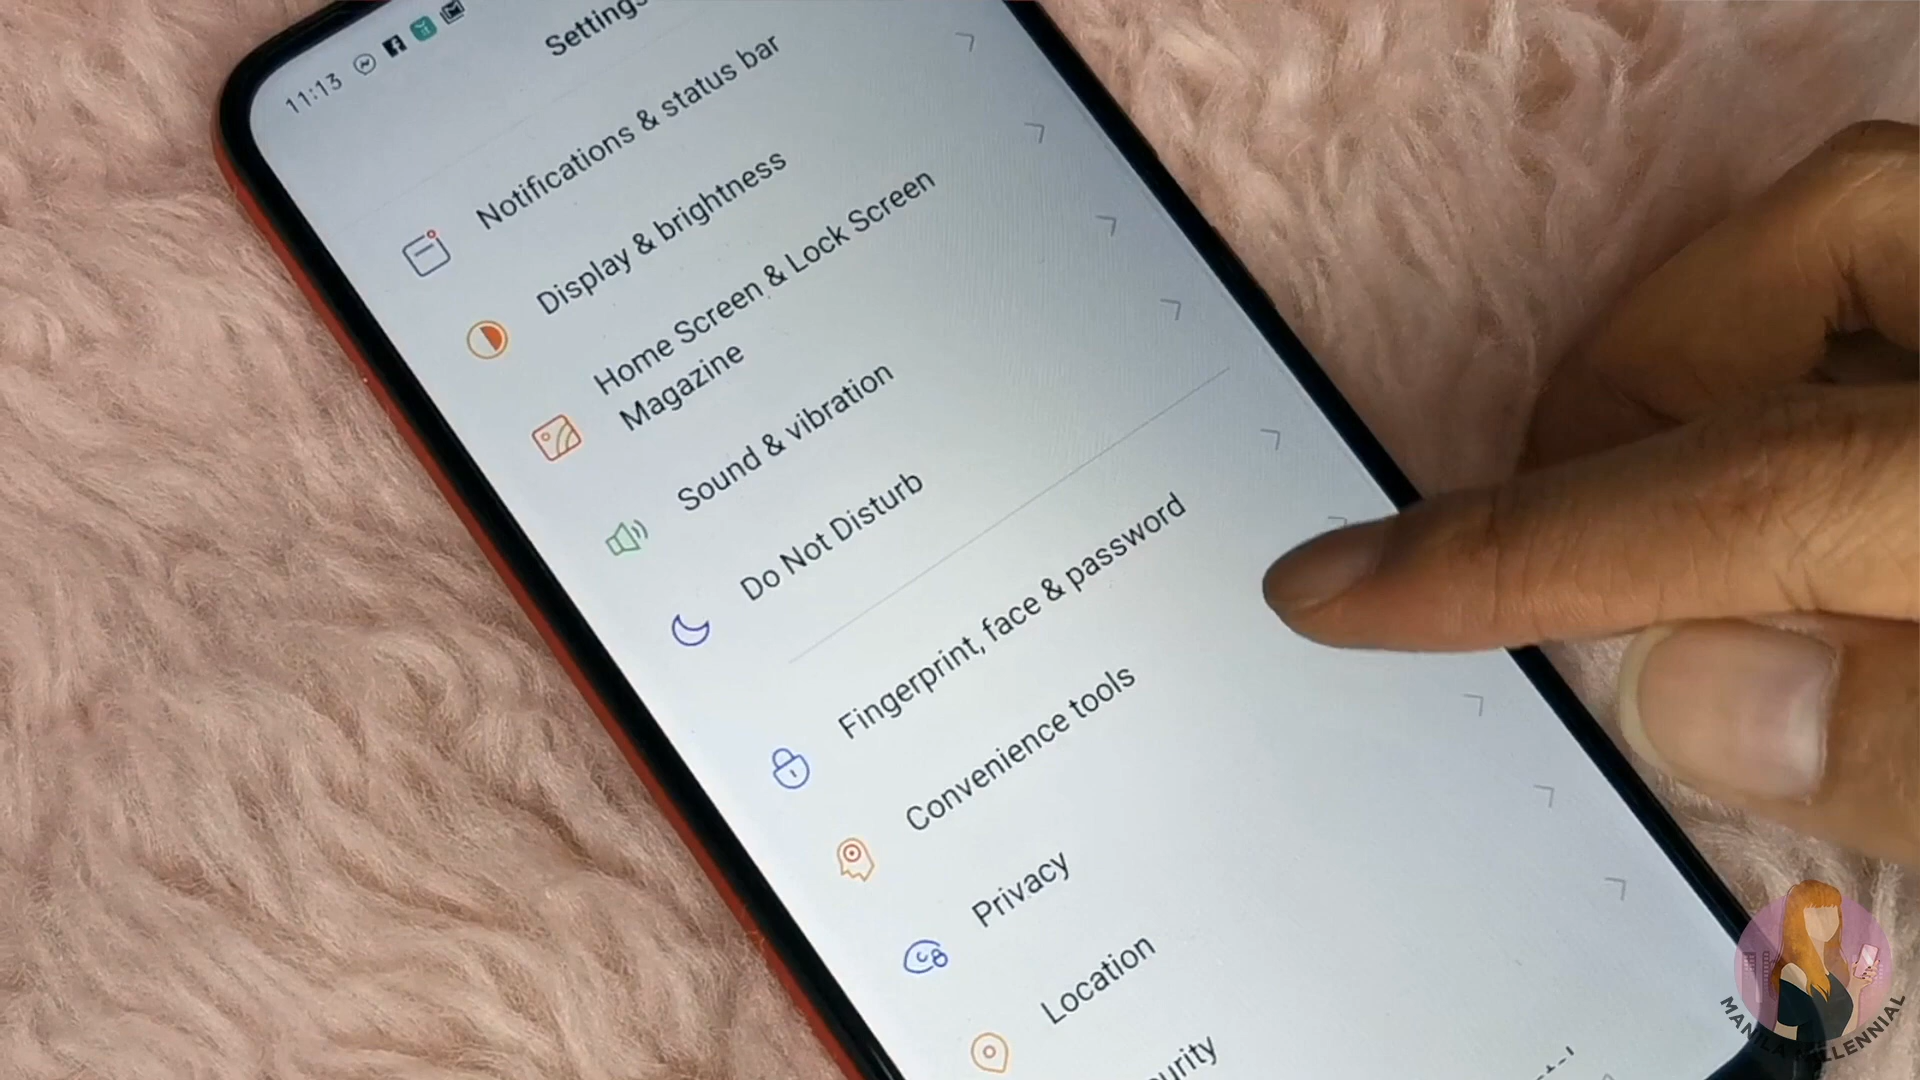 11:13
Settings
Notifications & status bar
Display & brightness
Home Screen & Lock Screen
Magazine
Sound & vibration
Do Not Disturb
Fingerprint, face & password
Convenience tools
Privacy
Location
MANILA MILLENNIAL